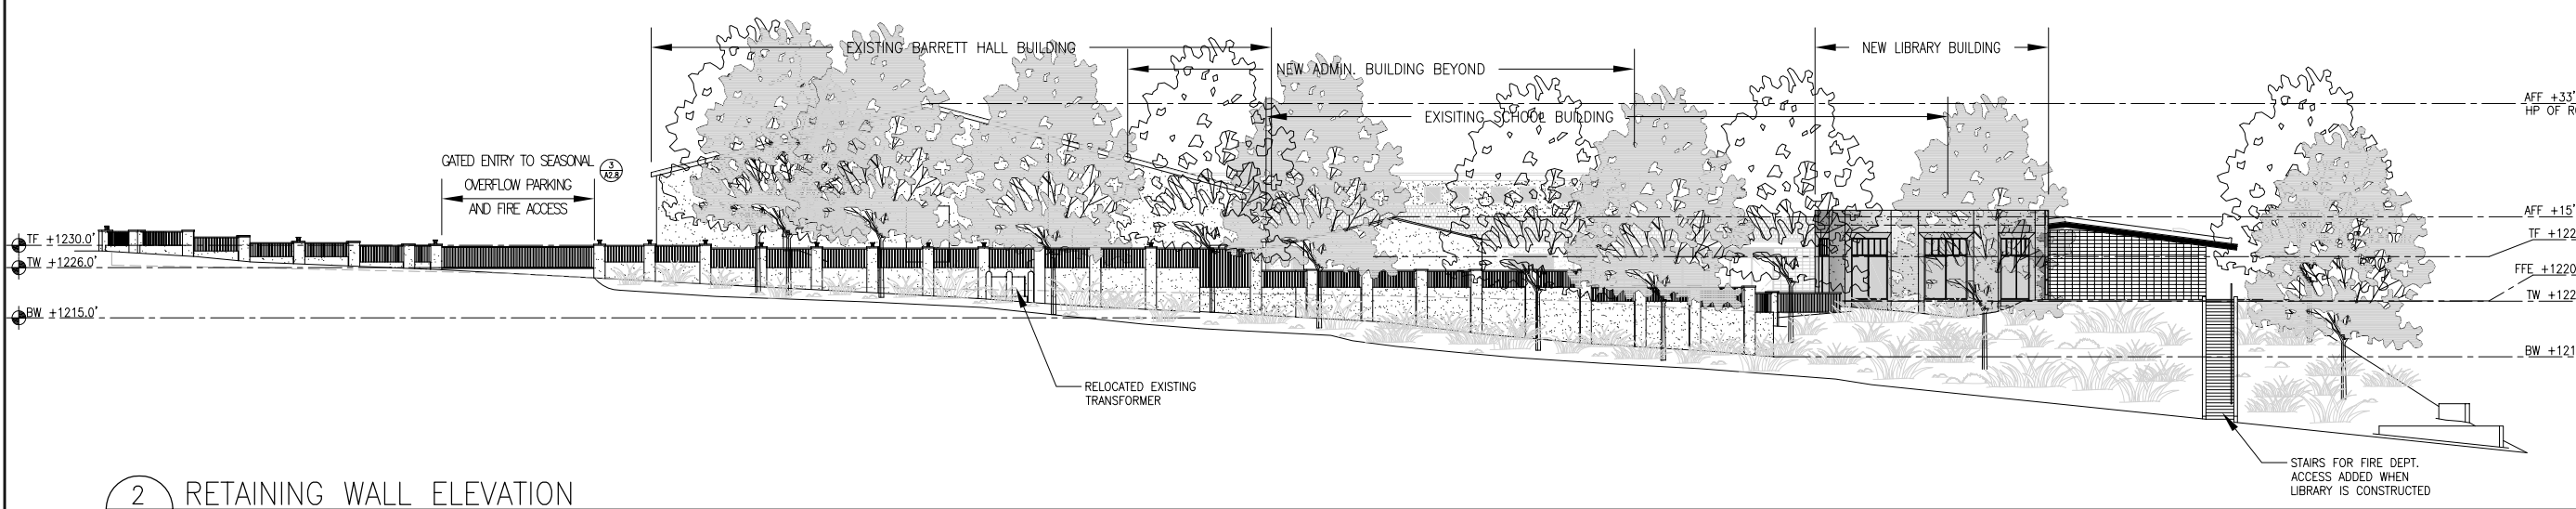 EXISTING BARRETT HALL BUILDING
NEW LIBRARY BUILDING
NEW ADMIN. BUILDING BEYOND
AFF +33'
HP OF R
EXISITING SCHOOL BUILDING
GATED ENTRY TO SEASONAL
OVERFLOW PARKING
AND FIRE ACCESS
3
A2.8
AFF +15'
TF +1230.0'
TF +122
TW +1226.0'
FFE +1220
TW +122
BW +1215.0'
BW +121
RELOCATED EXISTING
TRANSFORMER
STAIRS FOR FIRE DEPT.
ACCESS ADDED WHEN
LIBRARY IS CONSTRUCTED
2 RETAINING WALL ELEVATION